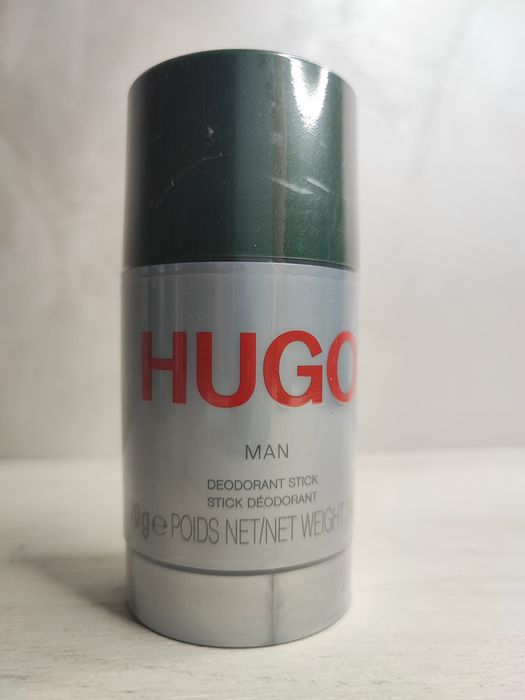 HUGO
MAN
DEODORANT STICK
STICK DÉODORANT
70g e POIDS NET/NET WEIGHT